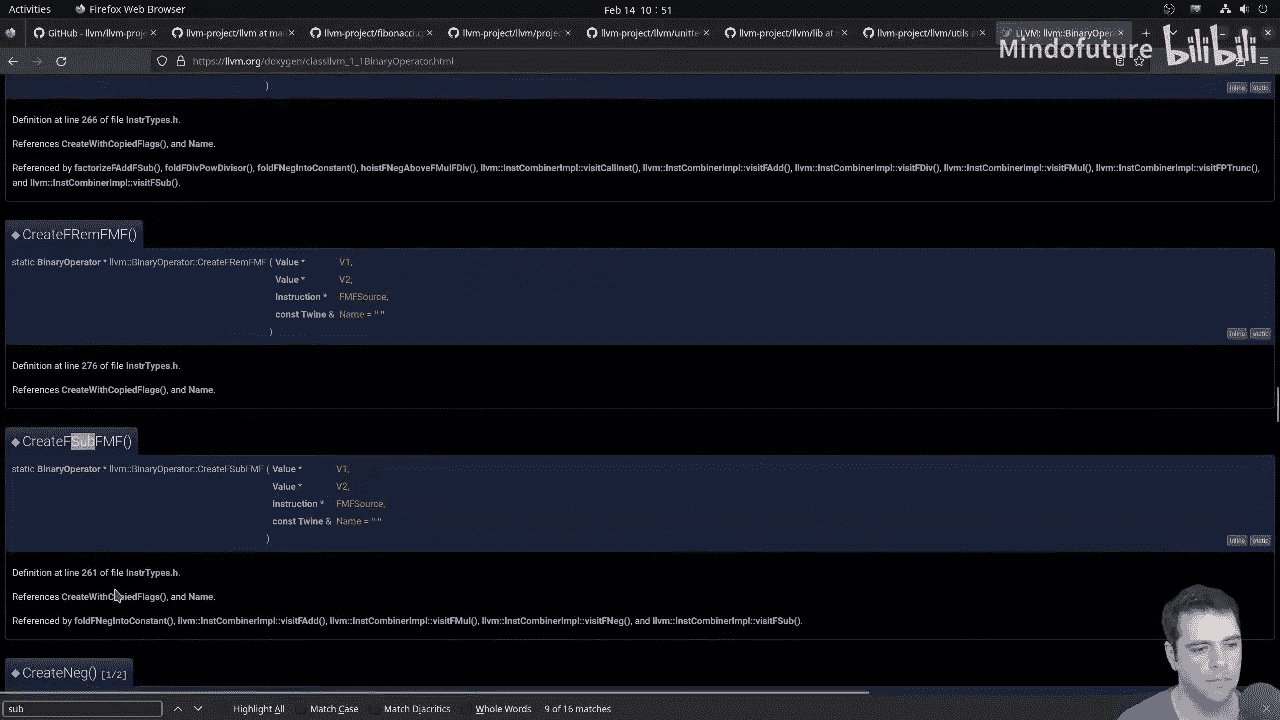 Activities
Firefox Web Browser
Feb 14 10:51
GitHub - llvm/llvm-proje
llvm-project/llvm at ma
llvm-project/fibonacci.c
llvm-project/llvm/proje
llvm-project/llvm/unitte
llvm-project/llvm/lib at
llvm-project/llvm/utils
LLVM: llvm::BinaryOper
Mindofuture
bilibili
https://llvm.org/doxygen/classllvm_1_1BinaryOperator.html
)
inline static
Definition at line 266 of file InstrTypes.h.
References CreateWithCopiedFlags(), and Name.
Referenced by factorizeFAddFSub(), foldFDivPowDivisor(), foldFNegIntoConstant(), hoistFNegAboveFMulFDiv(), llvm::InstCombinerImpl::visitCallInst(), llvm::InstCombinerImpl::visitFAdd(), llvm::InstCombinerImpl::visitFDiv(), llvm::InstCombinerImpl::visitFMul(), llvm::InstCombinerImpl::visitFPTrunc(),
and llvm::InstCombinerImpl::visitFSub().
◆ CreateFRemFMF()
static BinaryOperator * llvm::BinaryOperator::CreateFRemFMF ( Value * V1,
Value * V2,
Instruction * FMFSource,
const Twine & Name = ""
)
inline static
Definition at line 276 of file InstrTypes.h.
References CreateWithCopiedFlags(), and Name.
◆ CreateFSubFMF()
static BinaryOperator * llvm::BinaryOperator::CreateFSubFMF ( Value * V1,
Value * V2,
Instruction * FMFSource,
const Twine & Name = ""
)
inline static
Definition at line 261 of file InstrTypes.h.
References CreateWithCopiedFlags(), and Name.
Referenced by foldFNegIntoConstant(), llvm::InstCombinerImpl::visitFAdd(), llvm::InstCombinerImpl::visitFMul(), llvm::InstCombinerImpl::visitFNeg(), and llvm::InstCombinerImpl::visitFSub().
◆ CreateNeg() [1/2]
sub
Highlight All
Match Case
Match Diacritics
Whole Words
9 of 16 matches